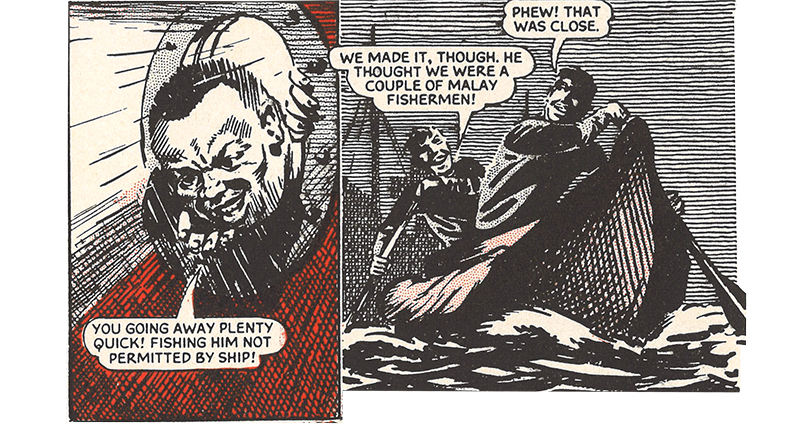 YOU GOING AWAY PLENTY
QUICK! FISHING HIM NOT
PERMITTED BY SHIP!
WE MADE IT, THOUGH. HE
THOUGHT WE WERE A
COUPLE OF MALAY
FISHERMEN!
PHEW! THAT
WAS CLOSE.